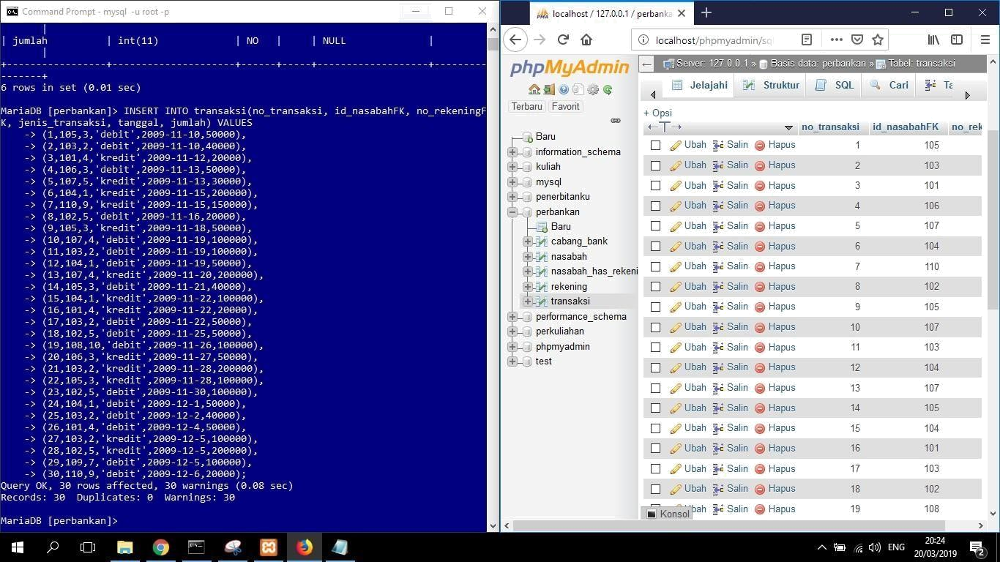 Command Prompt - mysql -u root -p
|
| jumlah | int(11) | NO | | NULL |
|
+-----------------+---------------------+------+-----+-------------------+---------
-------+
6 rows in set (0.01 sec)
MariaDB [perbankan]> INSERT INTO transaksi(no_transaksi, id_nasabahFK, no_rekeningF
K, jenis_transaksi, tanggal, jumlah) VALUES
-> (1,105,3,'debit',2009-11-10,50000),
-> (2,103,2,'debit',2009-11-10,40000),
-> (3,101,4,'kredit',2009-11-12,20000),
-> (4,106,3,'debit',2009-11-13,50000),
-> (5,107,5,'kredit',2009-11-13,30000),
-> (6,104,1,'kredit',2009-11-15,200000),
-> (7,110,9,'kredit',2009-11-15,150000),
-> (8,102,5,'debit',2009-11-16,20000),
-> (9,105,3,'kredit',2009-11-18,50000),
-> (10,107,4,'debit',2009-11-19,100000),
-> (11,103,2,'debit',2009-11-19,100000),
-> (12,104,1,'debit',2009-11-19,50000),
-> (13,107,4,'kredit',2009-11-20,200000),
-> (14,105,3,'debit',2009-11-21,40000),
-> (15,104,1,'kredit',2009-11-22,100000),
-> (16,101,4,'kredit',2009-11-22,20000),
-> (17,103,2,'debit',2009-11-22,50000),
-> (18,102,5,'debit',2009-11-25,50000),
-> (19,108,10,'debit',2009-11-26,100000),
-> (20,106,3,'kredit',2009-11-27,50000),
-> (21,103,2,'kredit',2009-11-28,200000),
-> (22,105,3,'kredit',2009-11-28,100000),
-> (23,102,5,'debit',2009-11-30,100000),
-> (24,104,1,'debit',2009-12-1,50000),
-> (25,103,2,'debit',2009-12-2,40000),
-> (26,101,4,'debit',2009-12-4,50000),
-> (27,103,2,'kredit',2009-12-5,100000),
-> (28,102,5,'kredit',2009-12-5,200000),
-> (29,109,7,'debit',2009-12-5,100000),
-> (30,110,9,'debit',2009-12-6,20000);
Query OK, 30 rows affected, 30 warnings (0.08 sec)
Records: 30 Duplicates: 0 Warnings: 30
MariaDB [perbankan]>
localhost / 127.0.0.1 / perbanka
localhost/phpmyadmin/sql
phpMyAdmin
Terbaru Favorit
Baru
information_schema
kuliah
mysql
penerbitanku
perbankan
Baru
cabang_bank
nasabah
nasabah_has_rekeni
rekening
transaksi
performance_schema
perkuliahan
phpmyadmin
test
Server: 127.0.0.1 » Basis data: perbankan » Tabel: transaksi
Jelajahi Struktur SQL Cari Ta
+ Opsi
←T→ no_transaksi id_nasabahFK no_rek
Ubah Salin Hapus 1 105
Ubah Salin Hapus 2 103
Ubah Salin Hapus 3 101
Ubah Salin Hapus 4 106
Ubah Salin Hapus 5 107
Ubah Salin Hapus 6 104
Ubah Salin Hapus 7 110
Ubah Salin Hapus 8 102
Ubah Salin Hapus 9 105
Ubah Salin Hapus 10 107
Ubah Salin Hapus 11 103
Ubah Salin Hapus 12 104
Ubah Salin Hapus 13 107
Ubah Salin Hapus 14 105
Ubah Salin Hapus 15 104
Ubah Salin Hapus 16 101
Ubah Salin Hapus 17 103
Ubah Salin Hapus 18 102
Ubah Salin Hapus 19 108
Konsol
ENG
20:24
20/03/2019
2